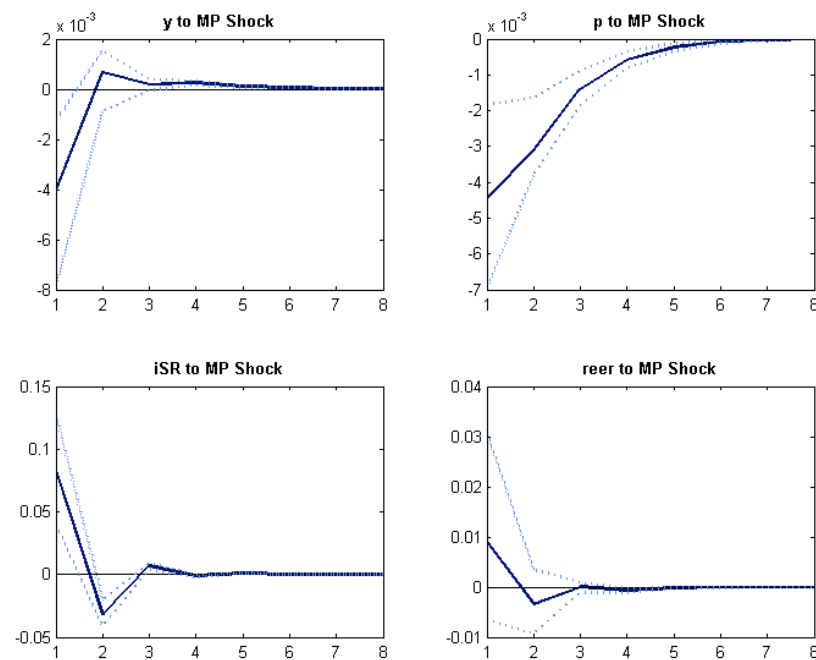 y to MP Shock
x 10^-3
2
0
-2
-4
-6
-8
1 2 3 4 5 6 7 8
p to MP Shock
x 10^-3
0
-1
-2
-3
-4
-5
-6
-7
1 2 3 4 5 6 7 8
iSR to MP Shock
0.15
0.1
0.05
0
-0.05
1 2 3 4 5 6 7 8
reer to MP Shock
0.04
0.03
0.02
0.01
0
-0.01
1 2 3 4 5 6 7 8